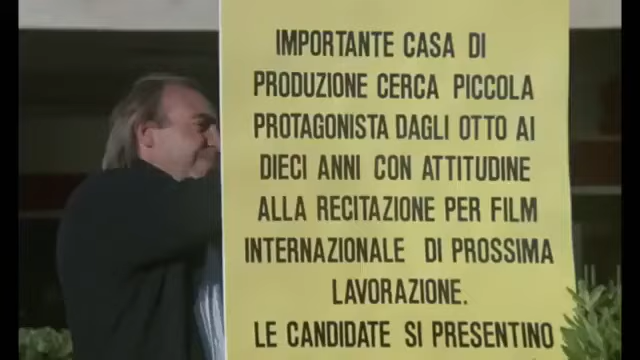 IMPORTANTE CASA DI
PRODUZIONE CERCA PICCOLA
PROTAGONISTA DAGLI OTTO AI
DIECI ANNI CON ATTITUDINE
ALLA RECITAZIONE PER FILM
INTERNAZIONALE DI PROSSIMA
LAVORAZIONE.
LE CANDIDATE SI PRESENTINO